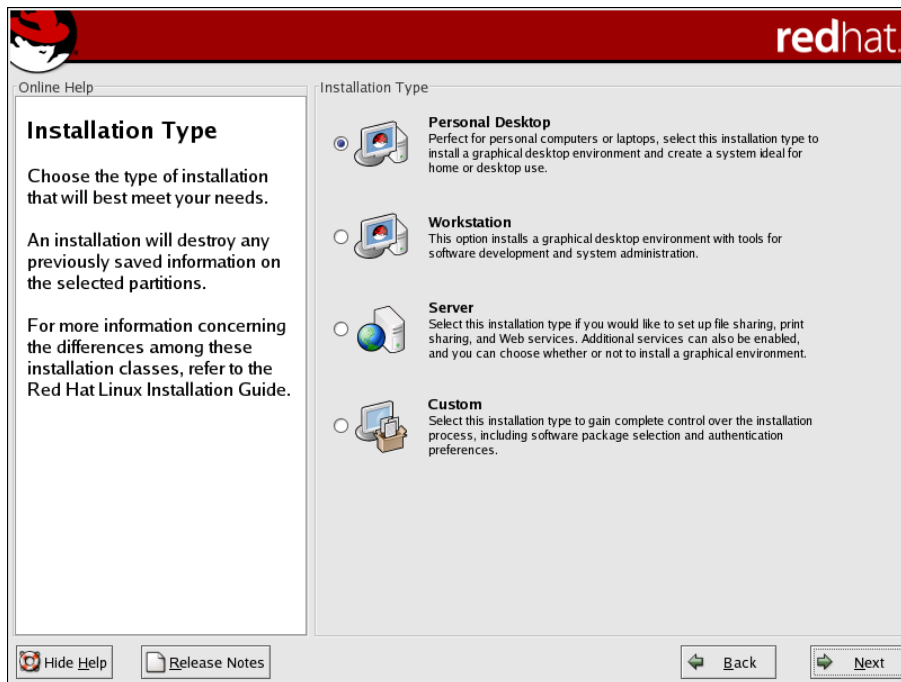 redhat.
Online Help
Installation Type
Choose the type of installation
that will best meet your needs.
An installation will destroy any
previously saved information on
the selected partitions.
For more information concerning
the differences among these
installation classes, refer to the
Red Hat Linux Installation Guide.
Installation Type
Personal Desktop
Perfect for personal computers or laptops, select this installation type to
install a graphical desktop environment and create a system ideal for
home or desktop use.
Workstation
This option installs a graphical desktop environment with tools for
software development and system administration.
Server
Select this installation type if you would like to set up file sharing, print
sharing, and Web services. Additional services can also be enabled,
and you can choose whether or not to install a graphical environment.
Custom
Select this installation type to gain complete control over the installation
process, including software package selection and authentication
preferences.
Hide Help
Release Notes
Back
Next